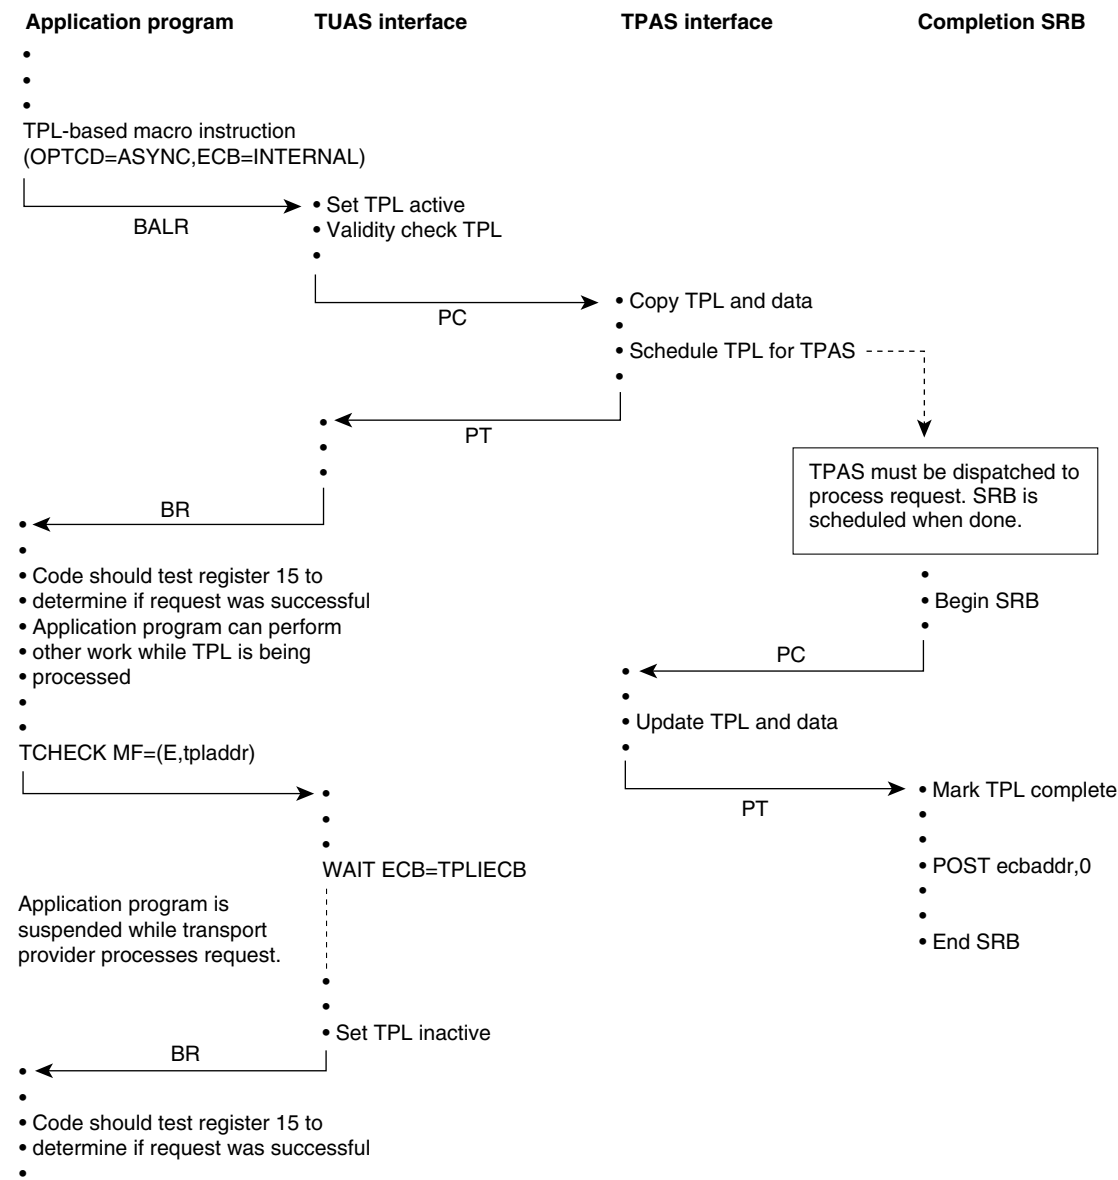 Application program
TUAS interface
TPAS interface
Completion SRB
TPL-based macro instruction
(OPTCD=ASYNC,ECB=INTERNAL)
BALR
• Set TPL active
• Validity check TPL
PC
• Copy TPL and data
• Schedule TPL for TPAS
PT
TPAS must be dispatched to
process request. SRB is
scheduled when done.
BR
• Code should test register 15 to
• determine if request was successful
• Application program can perform
• other work while TPL is being
• processed
• Begin SRB
PC
• Update TPL and data
TCHECK MF=(E,tpladdr)
PT
• Mark TPL complete
WAIT ECB=TPLIECB
• POST ecbaddr,0
Application program is
suspended while transport
provider processes request.
• End SRB
• Set TPL inactive
BR
• Code should test register 15 to
• determine if request was successful